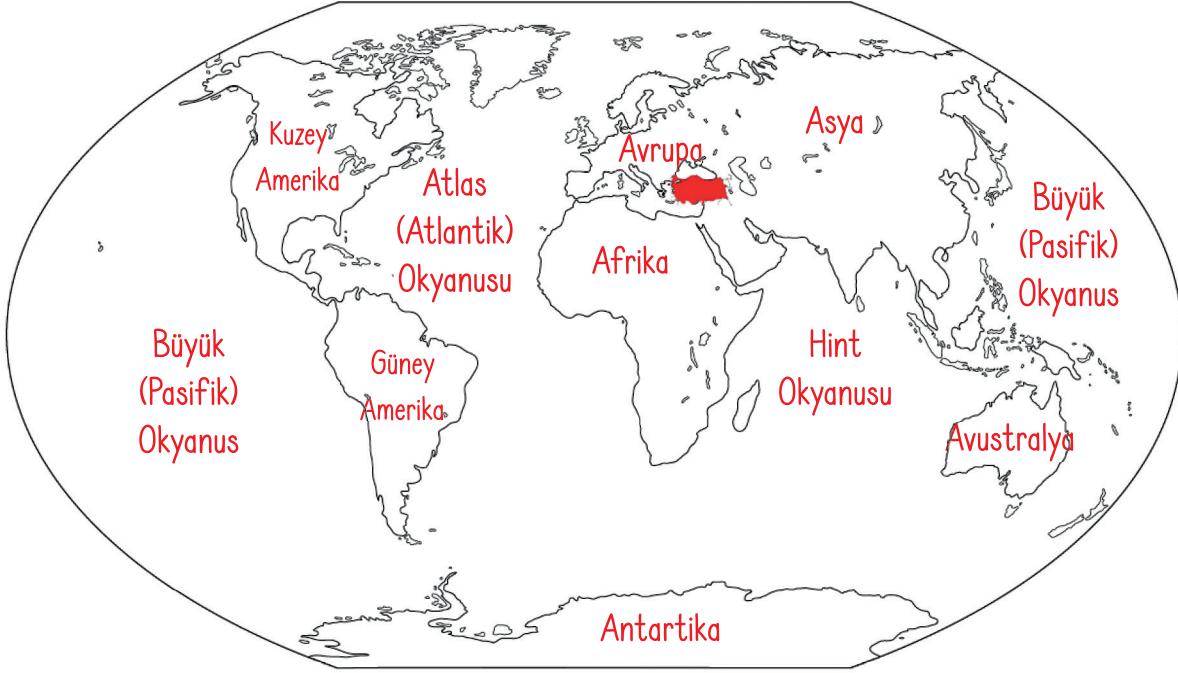 Kuzey
Amerika
Atlas
(Atlantik)
Okyanusu
Avrupa
Asya
Büyük
(Pasifik)
Okyanus
Afrika
Büyük
(Pasifik)
Okyanus
Güney
Amerika
Hint
Okyanusu
Avustralya
Antartika